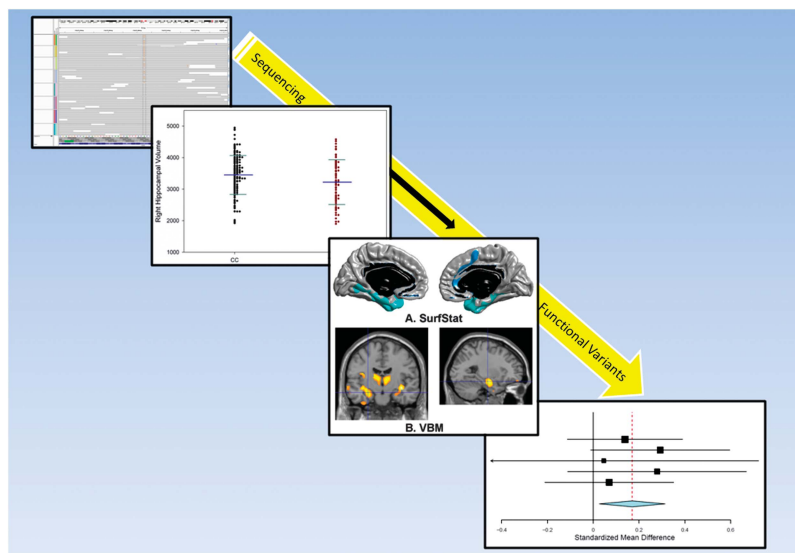 Sequencing
Right Hippocampal Volume
5000
4000
3000
2000
1000
CC
A. SurfStat
B. VBM
Functional Variants
−0.4
−0.2
0
0.2
0.4
0.6
Standardized Mean Difference